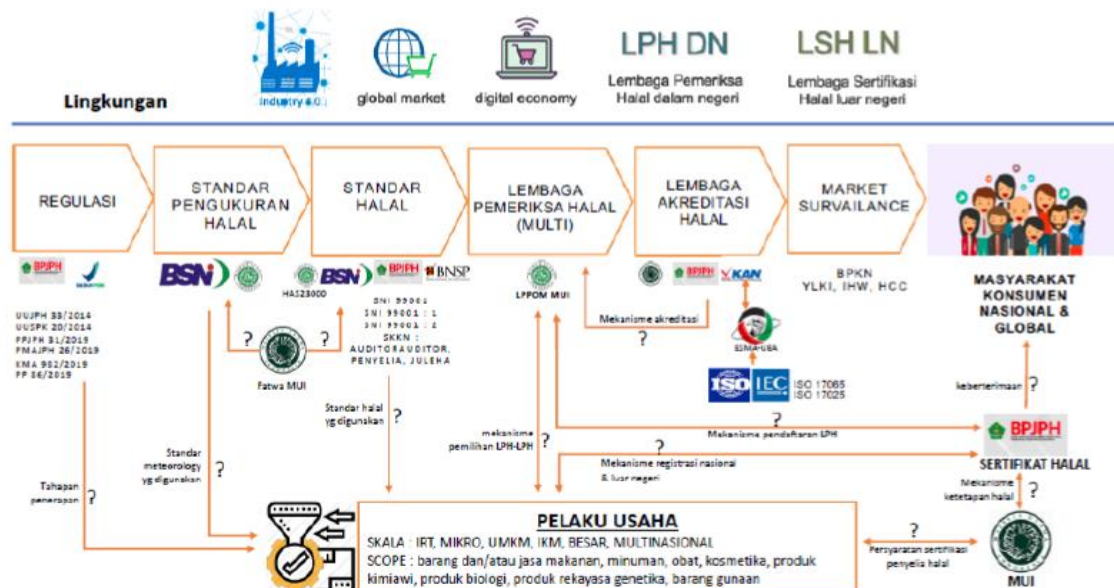 Lingkungan
Industry 4.0
global market
digital economy
LPH DN
Lembaga Pemeriksa
Halal dalam negeri
LSH LN
Lembaga Sertifikasi
Halal luar negeri
REGULASI
STANDAR
PENGUKURAN
HALAL
STANDAR
HALAL
LEMBAGA
PEMERIKSA HALAL
(MULTI)
LEMBAGA
AKREDITASI
HALAL
MARKET
SURVAILANCE
BPJPH
BSN
HAS23000
BSN
BPJPH
BNSP
LPPOM MUI
BPJPH
KAN
BPKN
YLKI, IHW, HCC
MASYARAKAT
KONSUMEN
NASIONAL &
GLOBAL
UUJPH 33/2014
UUSPK 20/2014
PPJPH 31/2019
PMAJPH 26/2019
KMA 982/2019
PP 86/2019
?
?
Fatwa MUI
SNI 99001
SNI 99001 : 1
SNI 99001 : 2
SKKN :
AUDITORAUDITOR,
PENYELIA, JULEHA
Mekanisme akreditasi
?
ESMA-UEA
ISO
IEC
ISO 17065
ISO 17025
keberterimaan
?
Standar halal
yg digunakan
?
mekanisme
pemilihan LPH-LPH
?
?
Mekanisme pendaftaran LPH
?
Mekanisme registrasi nasional
& luar negeri
BPJPH
SERTIFIKAT HALAL
Standar
meteorology
yg digunakan
?
Tahapan
penerapan
?
Mekanisme
ketetapan halal
?
MUI
?
Persyaratan sertifikasi
penyelia halal
PELAKU USAHA
SKALA : IRT, MIKRO, UMKM, IKM, BESAR, MULTINASIONAL
SCOPE : barang dan/atau jasa makanan, minuman, obat, kosmetika, produk
kimiawi, produk biologi, produk rekayasa genetika, barang gunaan